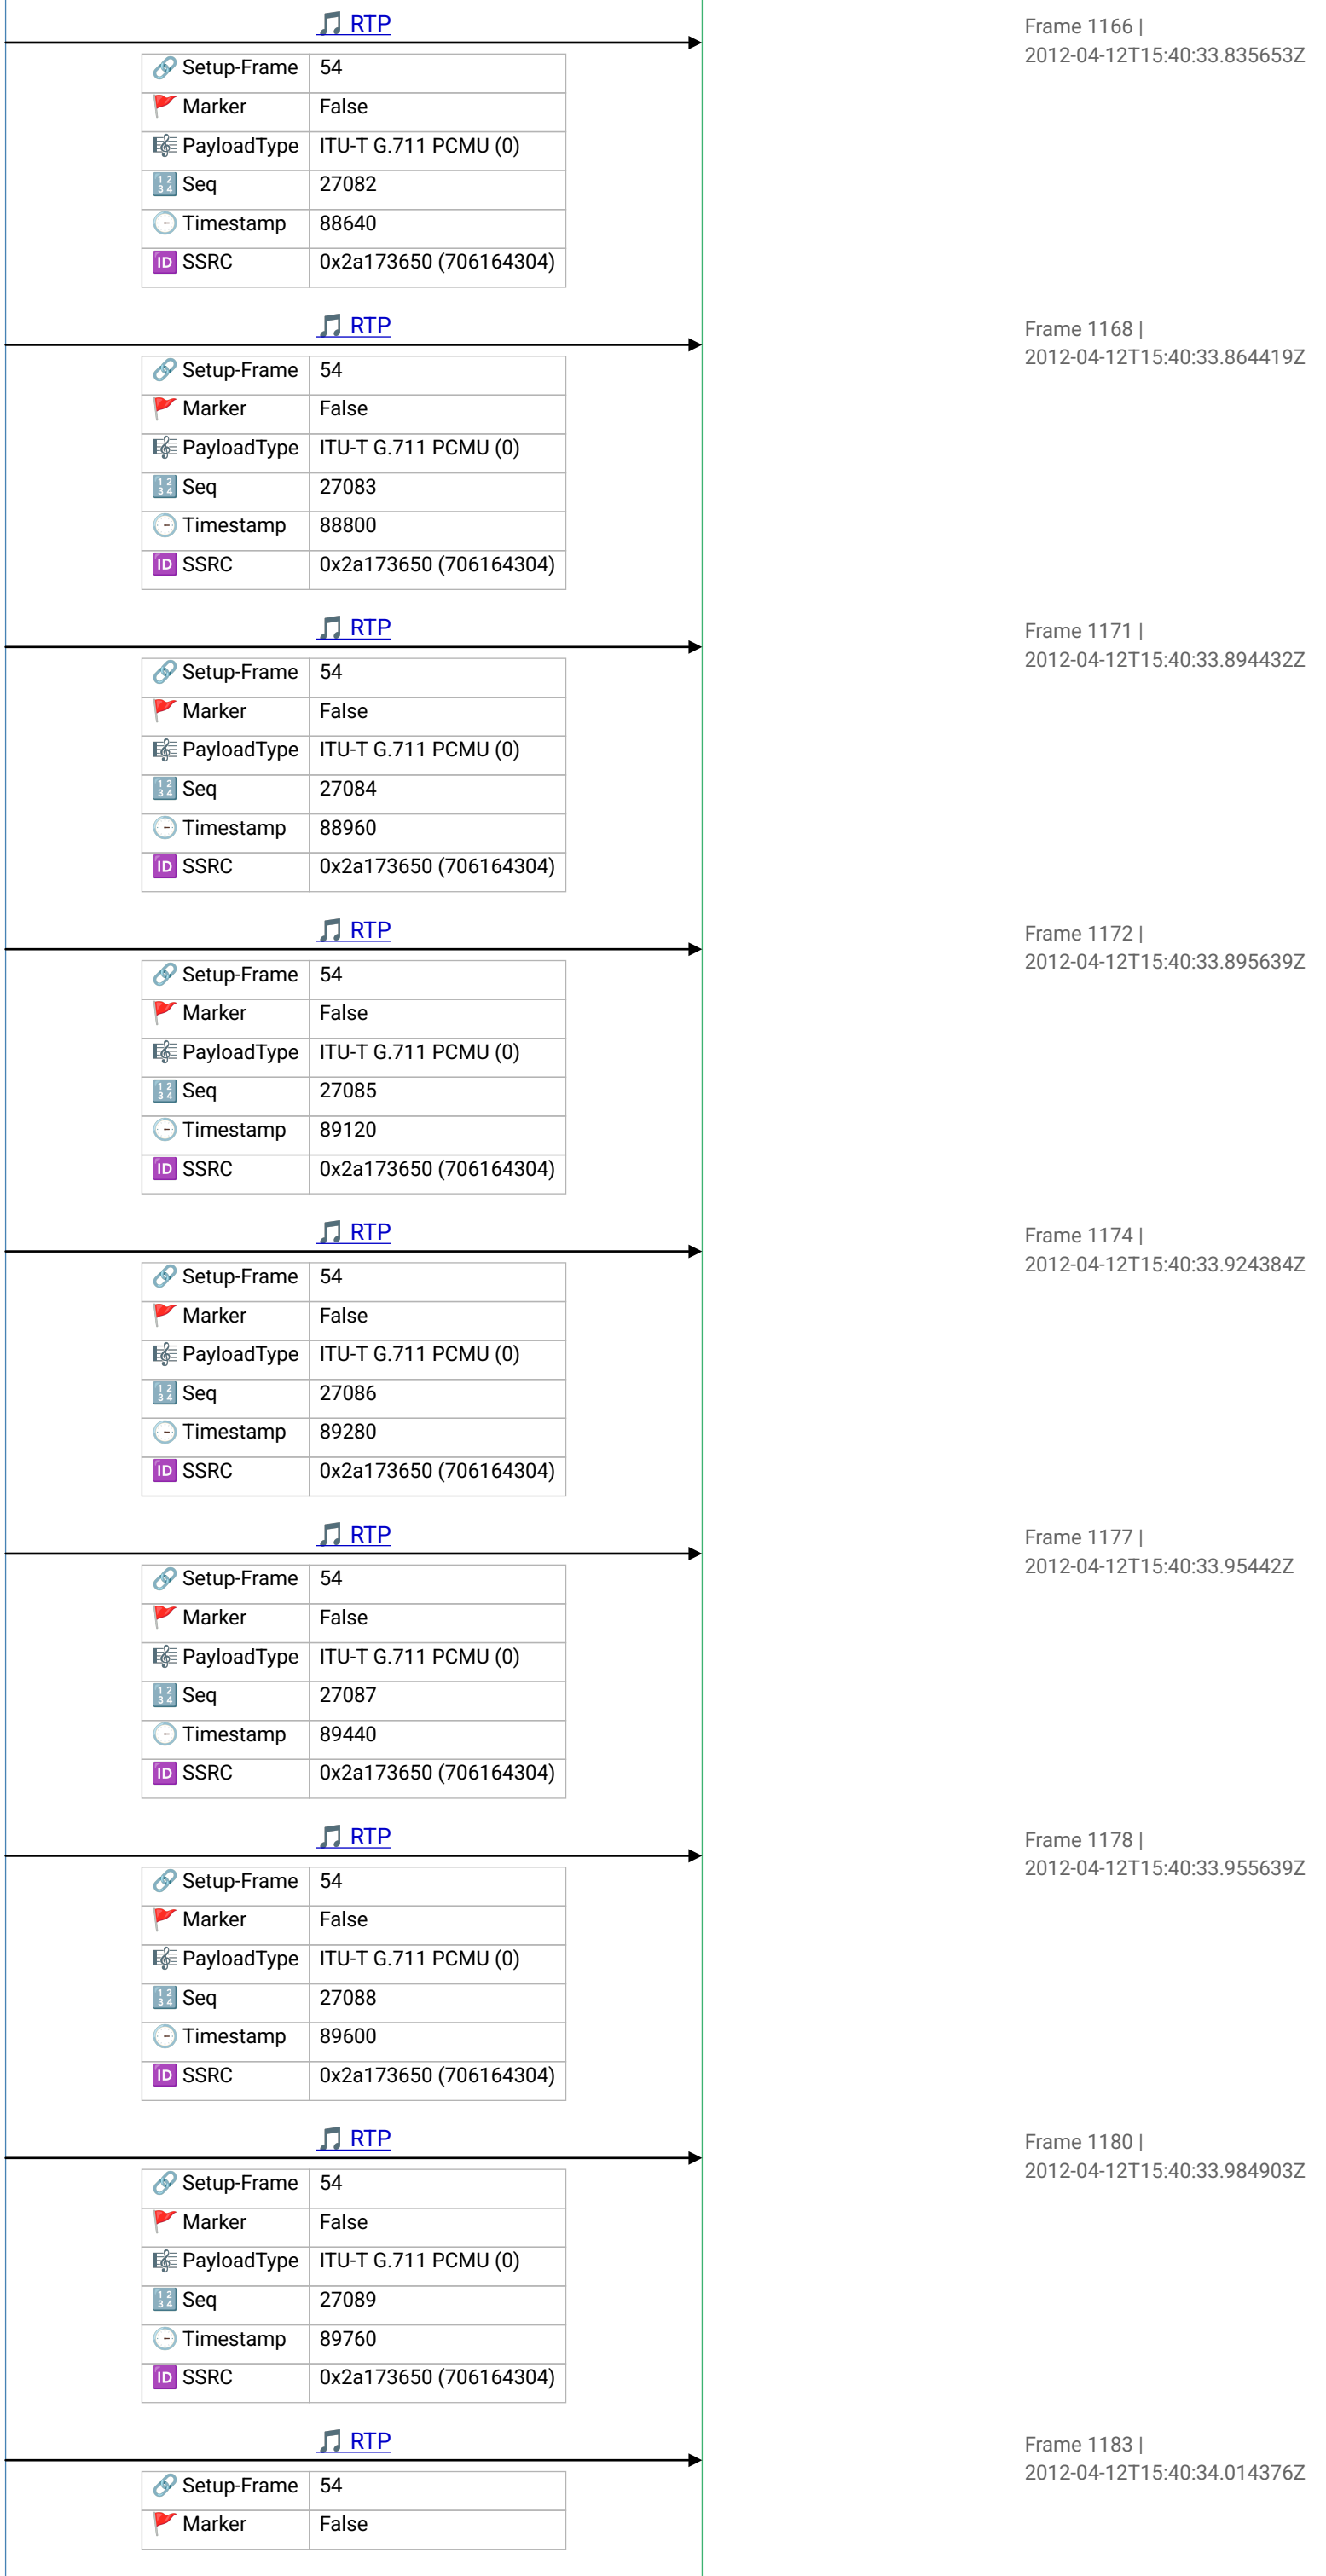 RTP
Frame 1166 |
2012-04-12T15:40:33.835653Z
Setup-Frame 54
Marker False
PayloadType ITU-T G.711 PCMU (0)
Seq 27082
Timestamp 88640
SSRC 0x2a173650 (706164304)
RTP
Frame 1168 |
2012-04-12T15:40:33.864419Z
Setup-Frame 54
Marker False
PayloadType ITU-T G.711 PCMU (0)
Seq 27083
Timestamp 88800
SSRC 0x2a173650 (706164304)
RTP
Frame 1171 |
2012-04-12T15:40:33.894432Z
Setup-Frame 54
Marker False
PayloadType ITU-T G.711 PCMU (0)
Seq 27084
Timestamp 88960
SSRC 0x2a173650 (706164304)
RTP
Frame 1172 |
2012-04-12T15:40:33.895639Z
Setup-Frame 54
Marker False
PayloadType ITU-T G.711 PCMU (0)
Seq 27085
Timestamp 89120
SSRC 0x2a173650 (706164304)
RTP
Frame 1174 |
2012-04-12T15:40:33.924384Z
Setup-Frame 54
Marker False
PayloadType ITU-T G.711 PCMU (0)
Seq 27086
Timestamp 89280
SSRC 0x2a173650 (706164304)
RTP
Frame 1177 |
2012-04-12T15:40:33.95442Z
Setup-Frame 54
Marker False
PayloadType ITU-T G.711 PCMU (0)
Seq 27087
Timestamp 89440
SSRC 0x2a173650 (706164304)
RTP
Frame 1178 |
2012-04-12T15:40:33.955639Z
Setup-Frame 54
Marker False
PayloadType ITU-T G.711 PCMU (0)
Seq 27088
Timestamp 89600
SSRC 0x2a173650 (706164304)
RTP
Frame 1180 |
2012-04-12T15:40:33.984903Z
Setup-Frame 54
Marker False
PayloadType ITU-T G.711 PCMU (0)
Seq 27089
Timestamp 89760
SSRC 0x2a173650 (706164304)
RTP
Frame 1183 |
2012-04-12T15:40:34.014376Z
Setup-Frame 54
Marker False